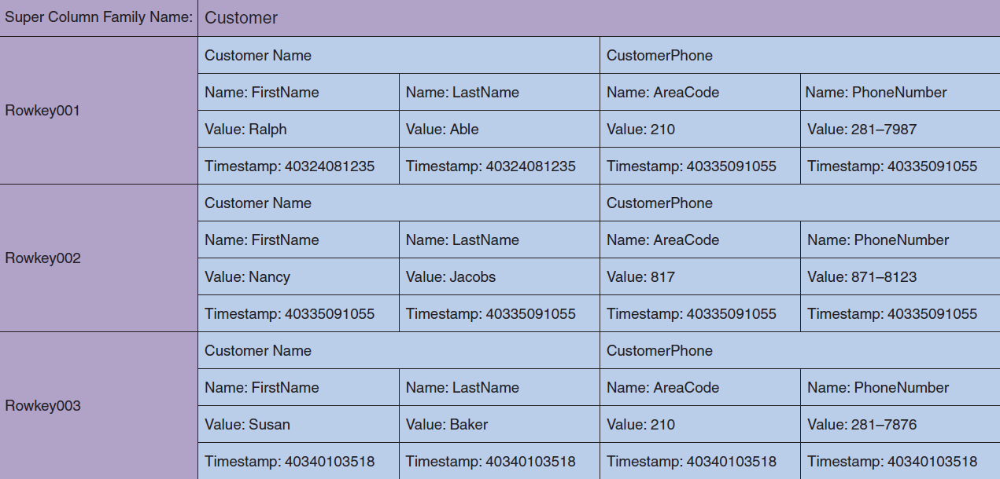 Super Column Family Name: Customer
Rowkey001
Customer Name CustomerPhone
Name: FirstName Name: LastName Name: AreaCode Name: PhoneNumber
Value: Ralph Value: Able Value: 210 Value: 281–7987
Timestamp: 40324081235 Timestamp: 40324081235 Timestamp: 40335091055 Timestamp: 40335091055
Rowkey002
Customer Name CustomerPhone
Name: FirstName Name: LastName Name: AreaCode Name: PhoneNumber
Value: Nancy Value: Jacobs Value: 817 Value: 871–8123
Timestamp: 40335091055 Timestamp: 40335091055 Timestamp: 40335091055 Timestamp: 40335091055
Rowkey003
Customer Name CustomerPhone
Name: FirstName Name: LastName Name: AreaCode Name: PhoneNumber
Value: Susan Value: Baker Value: 210 Value: 281–7876
Timestamp: 40340103518 Timestamp: 40340103518 Timestamp: 40340103518 Timestamp: 40340103518